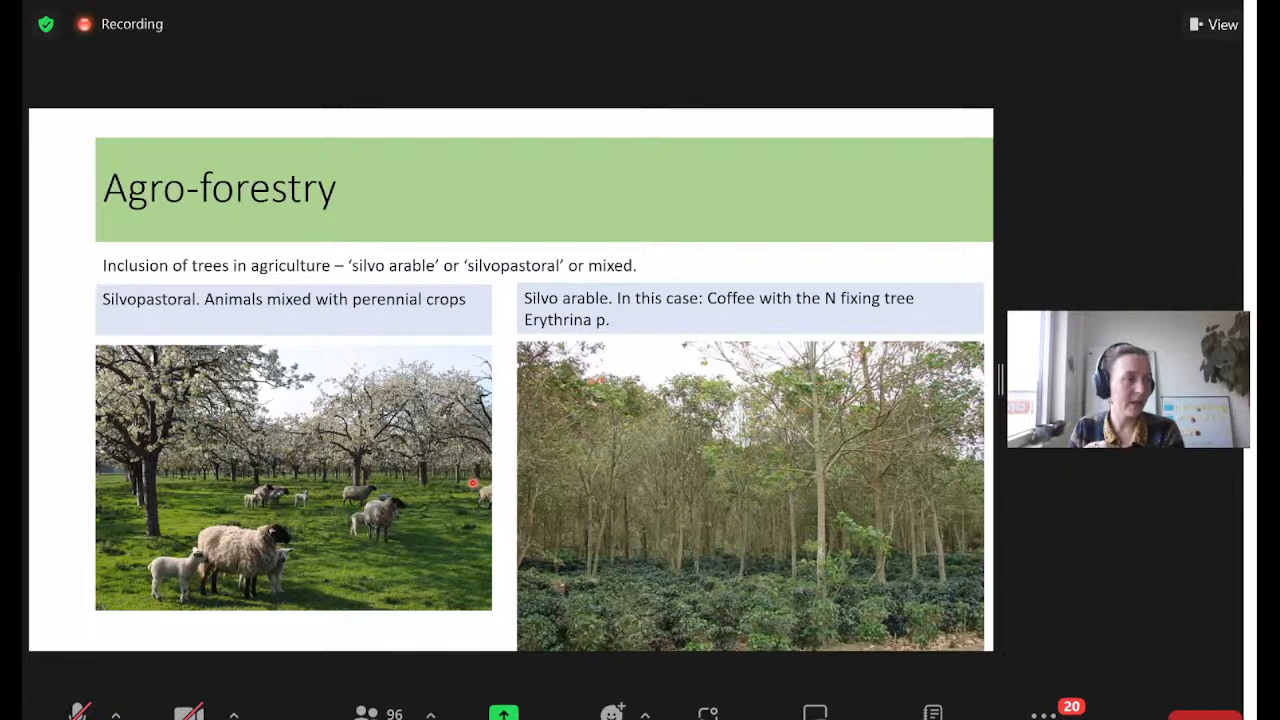 Recording
View
Agro-forestry
Inclusion of trees in agriculture – ‘silvo arable’ or ‘silvopastoral’ or mixed.
Silvopastoral. Animals mixed with perennial crops
Silvo arable. In this case: Coffee with the N fixing tree
Erythrina p.
96
20